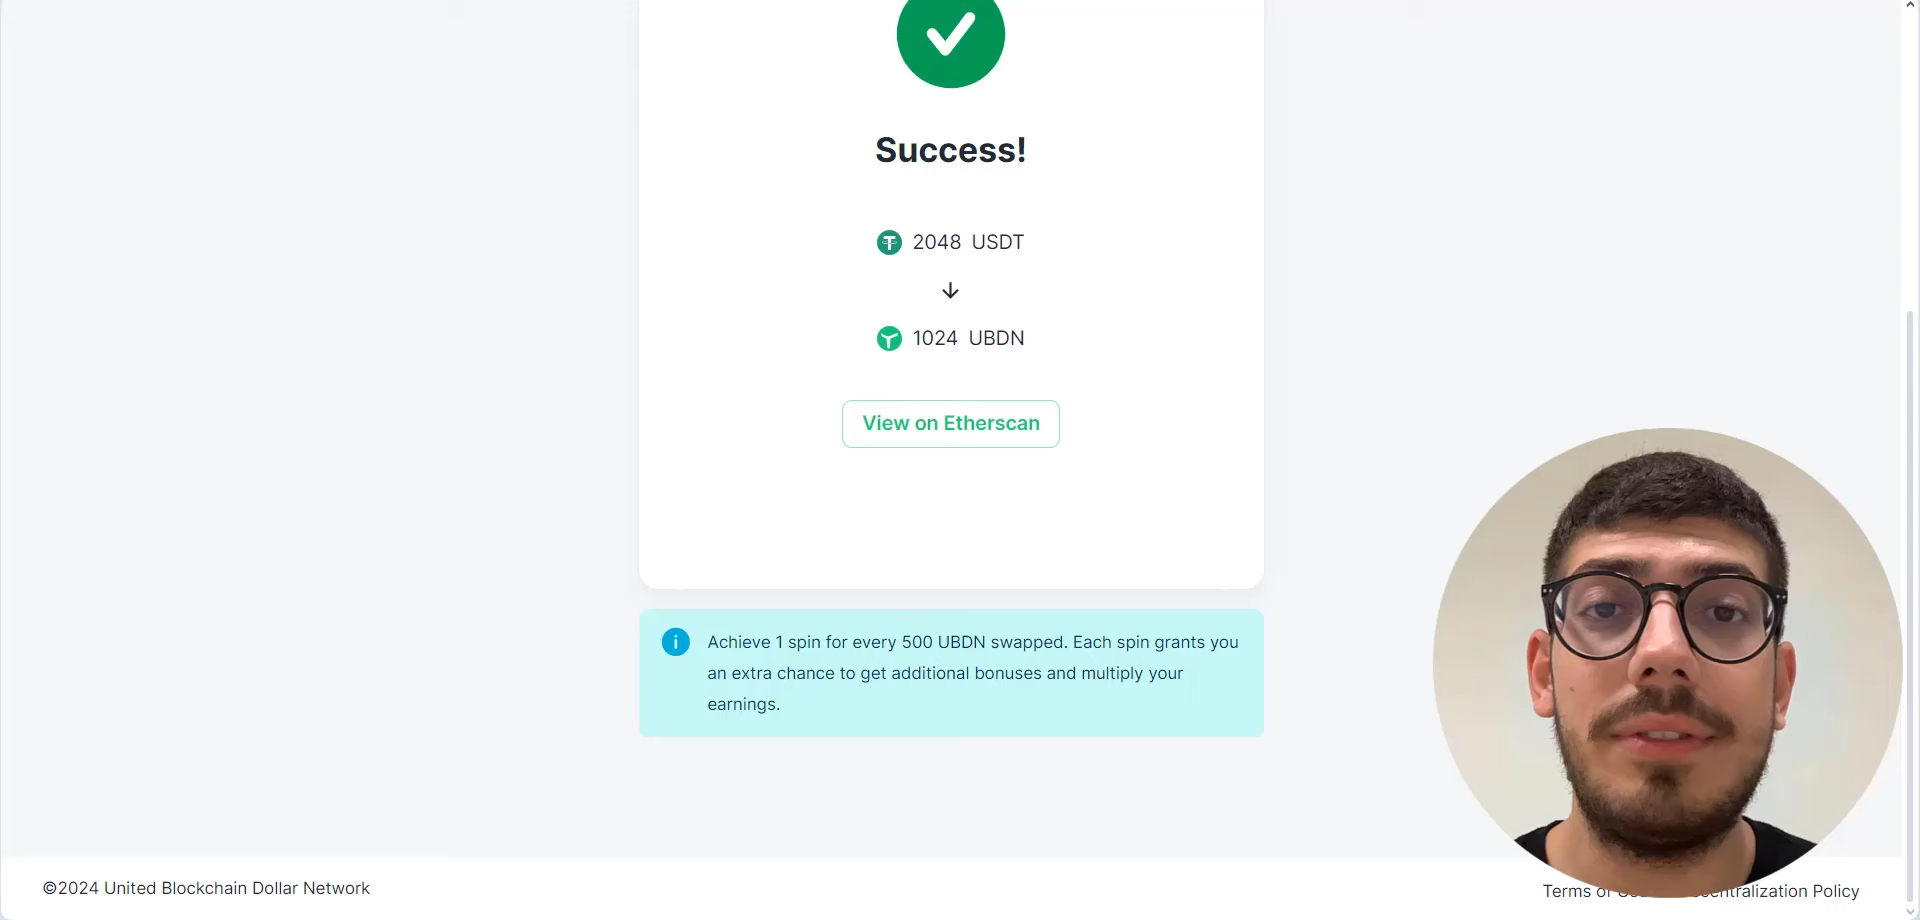 Success!
2048 USDT
1024 UBDN
View on Etherscan
Achieve 1 spin for every 500 UBDN swapped. Each spin grants you
an extra chance to get additional bonuses and multiply your
earnings.
©2024 United Blockchain Dollar Network
Terms of Policy